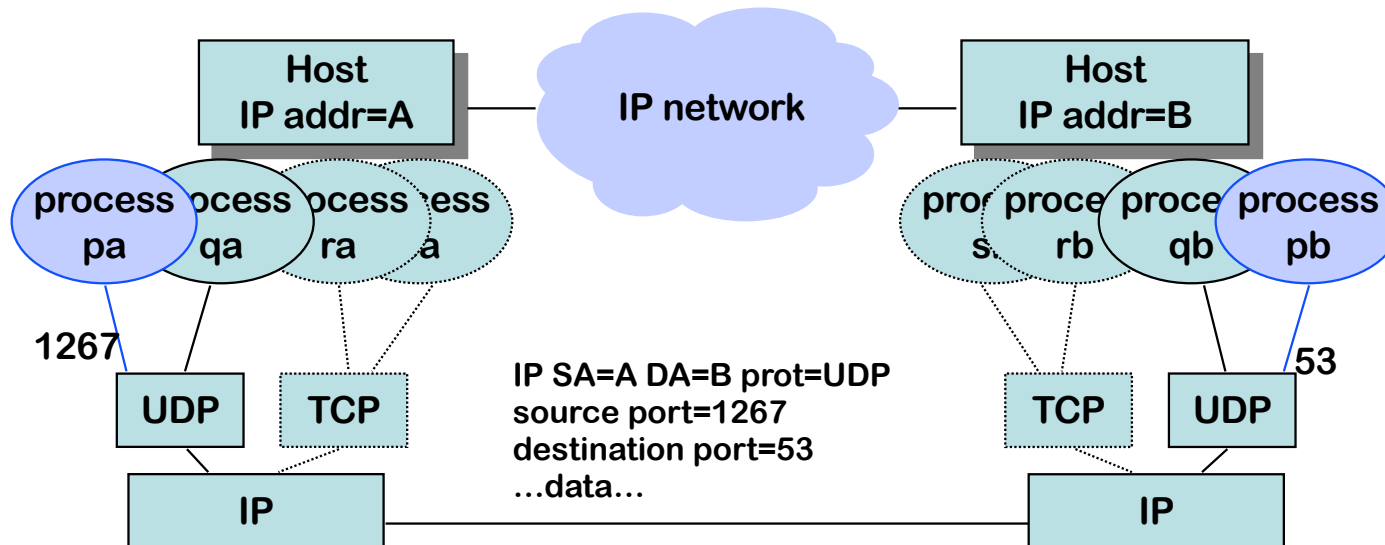 Host
IP addr=A
IP network
Host
IP addr=B
process
pa
ocess
qa
ocess
ra
cess
a
proc
s
proce
rb
proce
qb
process
pb
1267
53
UDP
TCP
IP SA=A DA=B prot=UDP
source port=1267
destination port=53
…data…
TCP
UDP
IP
IP